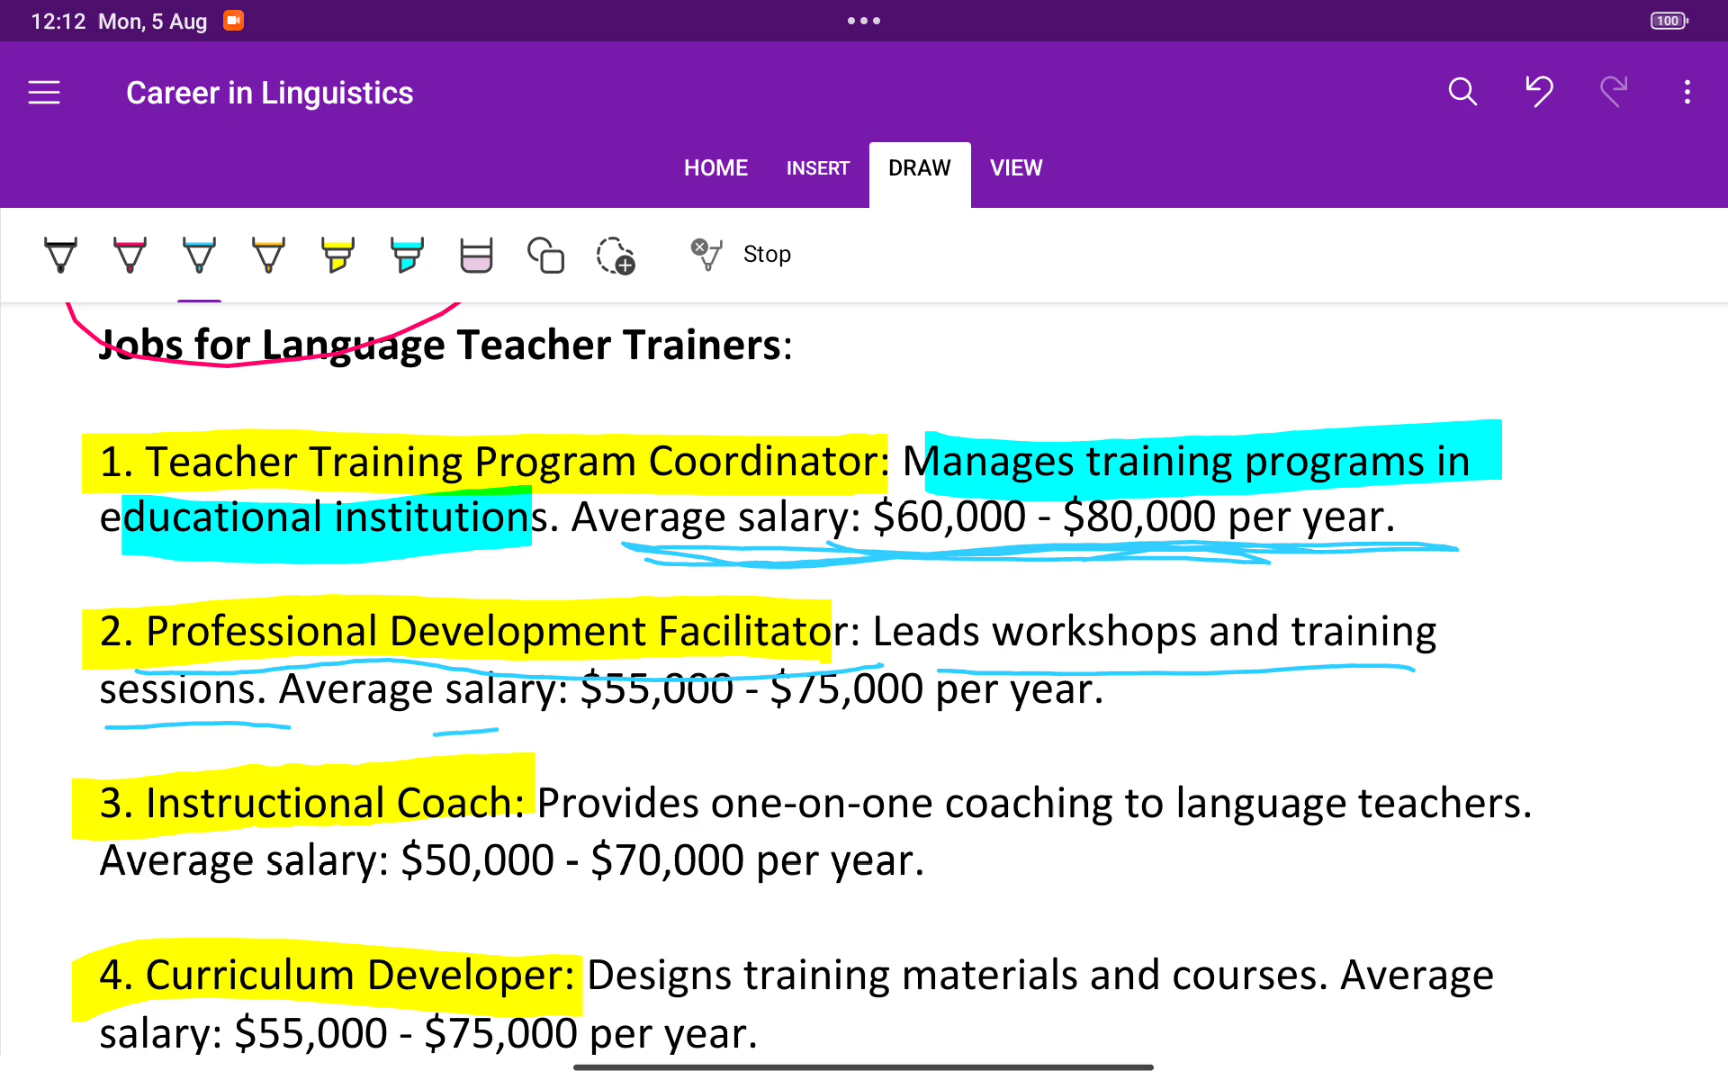 12:12 Mon, 5 Aug
100
Career in Linguistics
HOME INSERT DRAW VIEW
Stop
Jobs for Language Teacher Trainers:
1. Teacher Training Program Coordinator: Manages training programs in
educational institutions. Average salary: $60,000 - $80,000 per year.
2. Professional Development Facilitator: Leads workshops and training
sessions. Average salary: $55,000 - $75,000 per year.
3. Instructional Coach: Provides one-on-one coaching to language teachers.
Average salary: $50,000 - $70,000 per year.
4. Curriculum Developer: Designs training materials and courses. Average
salary: $55,000 - $75,000 per year.